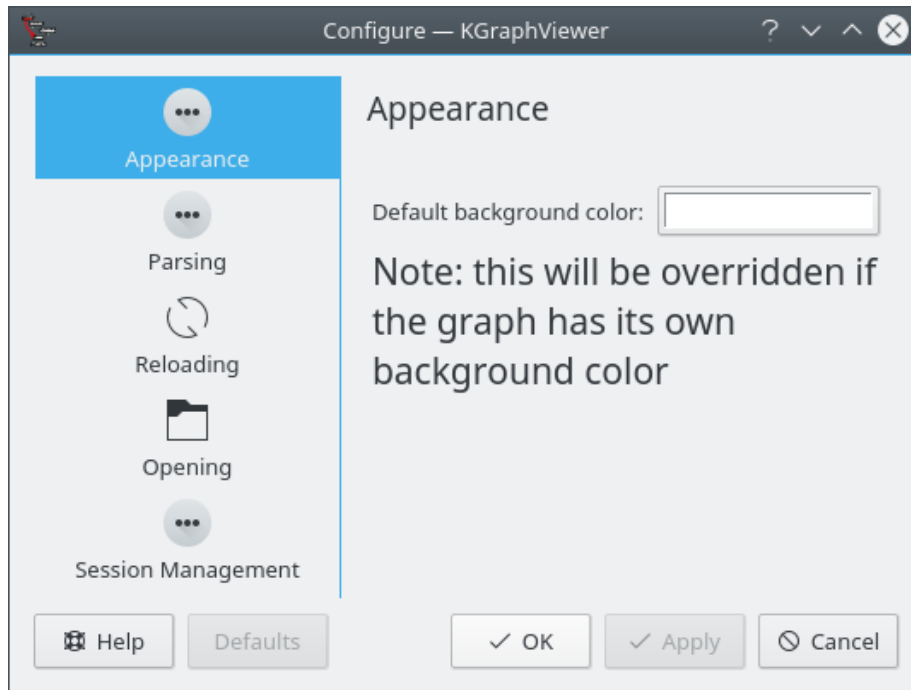 Configure — KGraphViewer
Appearance
Parsing
Reloading
Opening
Session Management
Appearance
Default background color:
Note: this will be overridden if
the graph has its own
background color
Help
Defaults
OK
Apply
Cancel